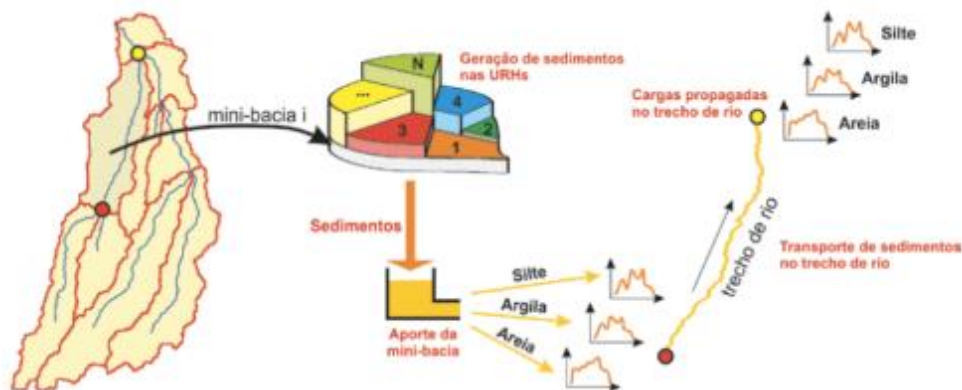 mini-bacia i
Geração de sedimentos
nas URHs
N
...
4
3
2
1
Sedimentos
Aporte da
mini-bacia
Silte
Argila
Areia
Cargas propagadas
no trecho de rio
Silte
Argila
Areia
trecho de rio
Transporte de sedimentos
no trecho de rio